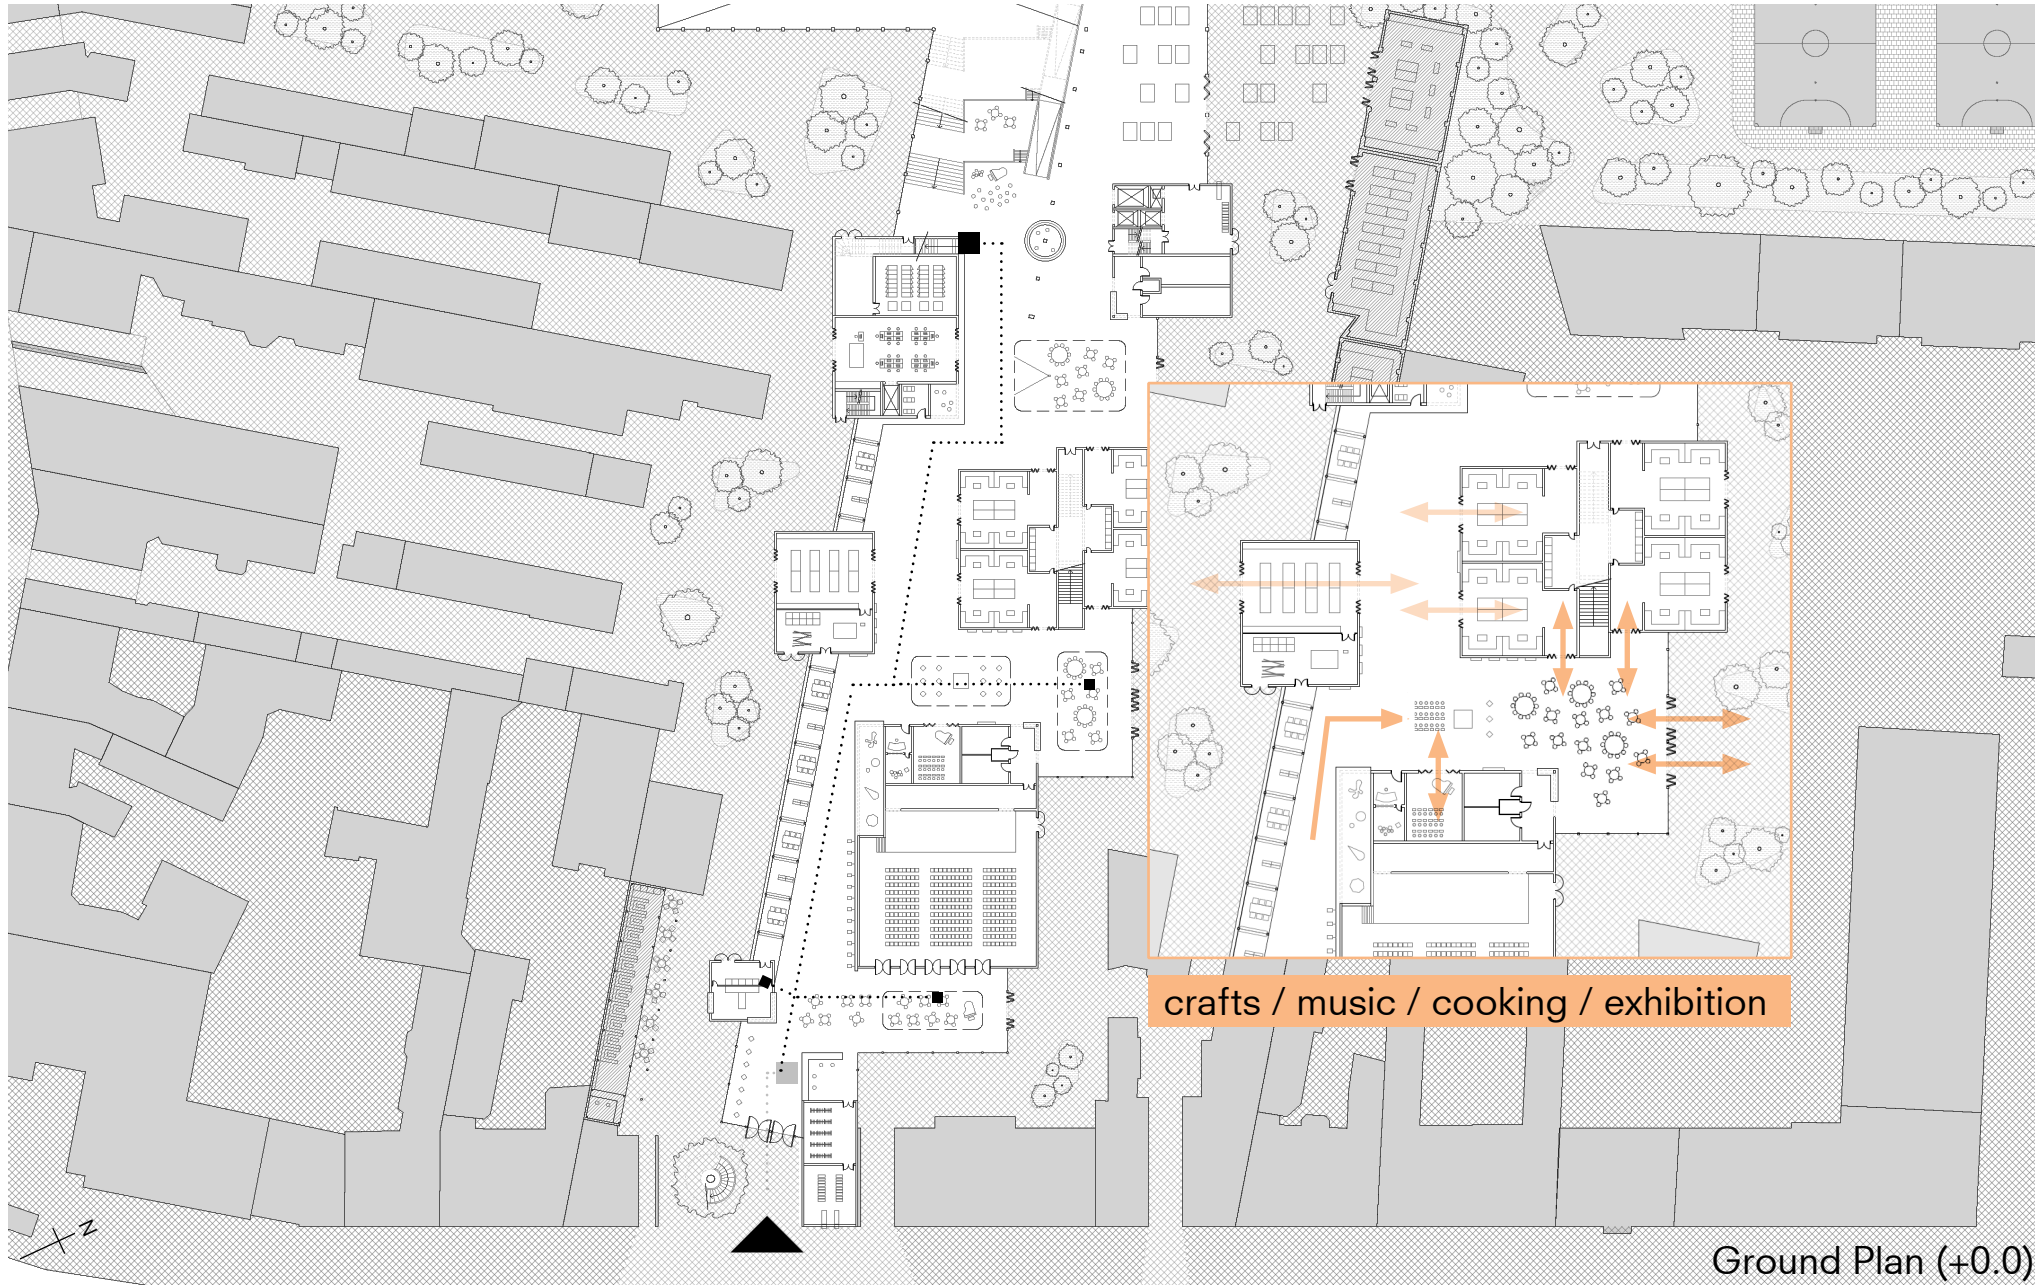 crafts / music / cooking / exhibition
N
Ground Plan (+0.0)